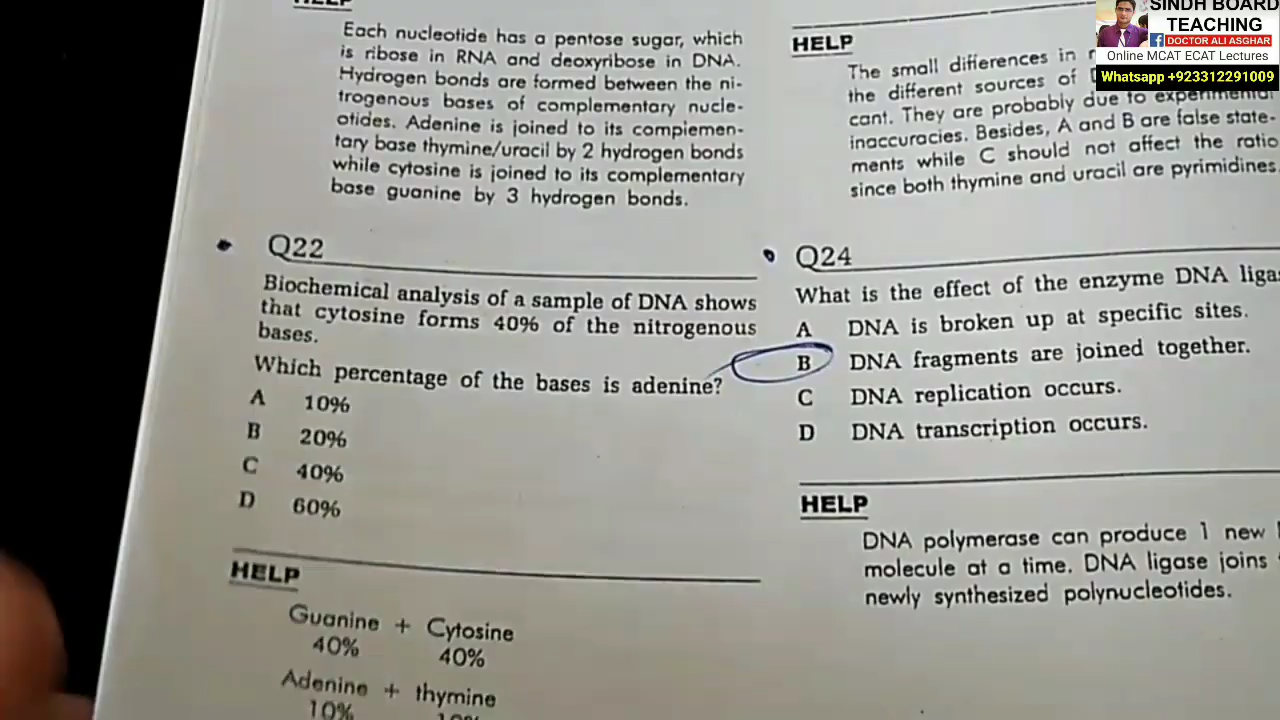 HELP
Each nucleotide has a pentose sugar, which
is ribose in RNA and deoxyribose in DNA.
Hydrogen bonds are formed between the ni-
trogenous bases of complementary nucle-
otides. Adenine is joined to its compiemen-
tary base thymine/uracil by 2 hydrogen bonds
while cytosine is joined to its complementary
base guanine by 3 hydrogen bonds.
Q22
Biochemical analysis of a sample of DNA shows
that cytosine forms 40% of the nitrogenous
bases.
Which percentage of the bases is adenine?
A 10%
B 20%
C 40%
D 60%
HELP
Guanine + Cytosine
40% 40%
Adenine + thymine
10% 10%
HELP
The small differences in
the different sources of
cant. They are probably due to experimental
inaccuracies. Besides, A and B are false state-
ments while C should not affect the ratio
since both thymine and uracil are pyrimidines.
Q24
What is the effect of the enzyme DNA
A DNA is broken up at specific sites.
B DNA fragments are joined together.
C DNA replication occurs.
D DNA transcription occurs.
HELP
DNA polymerase can produce 1 new
molecule at a time. DNA ligase joins
newly synthesized polynucleotides.
SINDH BOARD
TEACHING
DOCTOR ALI ASGHAR
Online MCAT ECAT Lectures
Whatsapp +923312291009